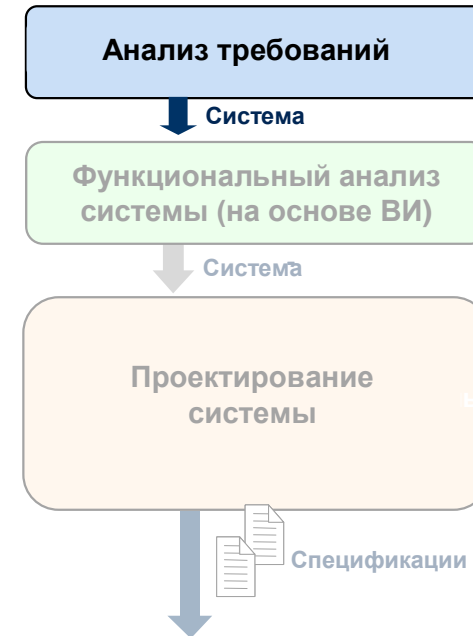 Анализ требований
Система
Функциональный анализ
системы (на основе ВИ)
Система
Проектирование
системы
Спецификации